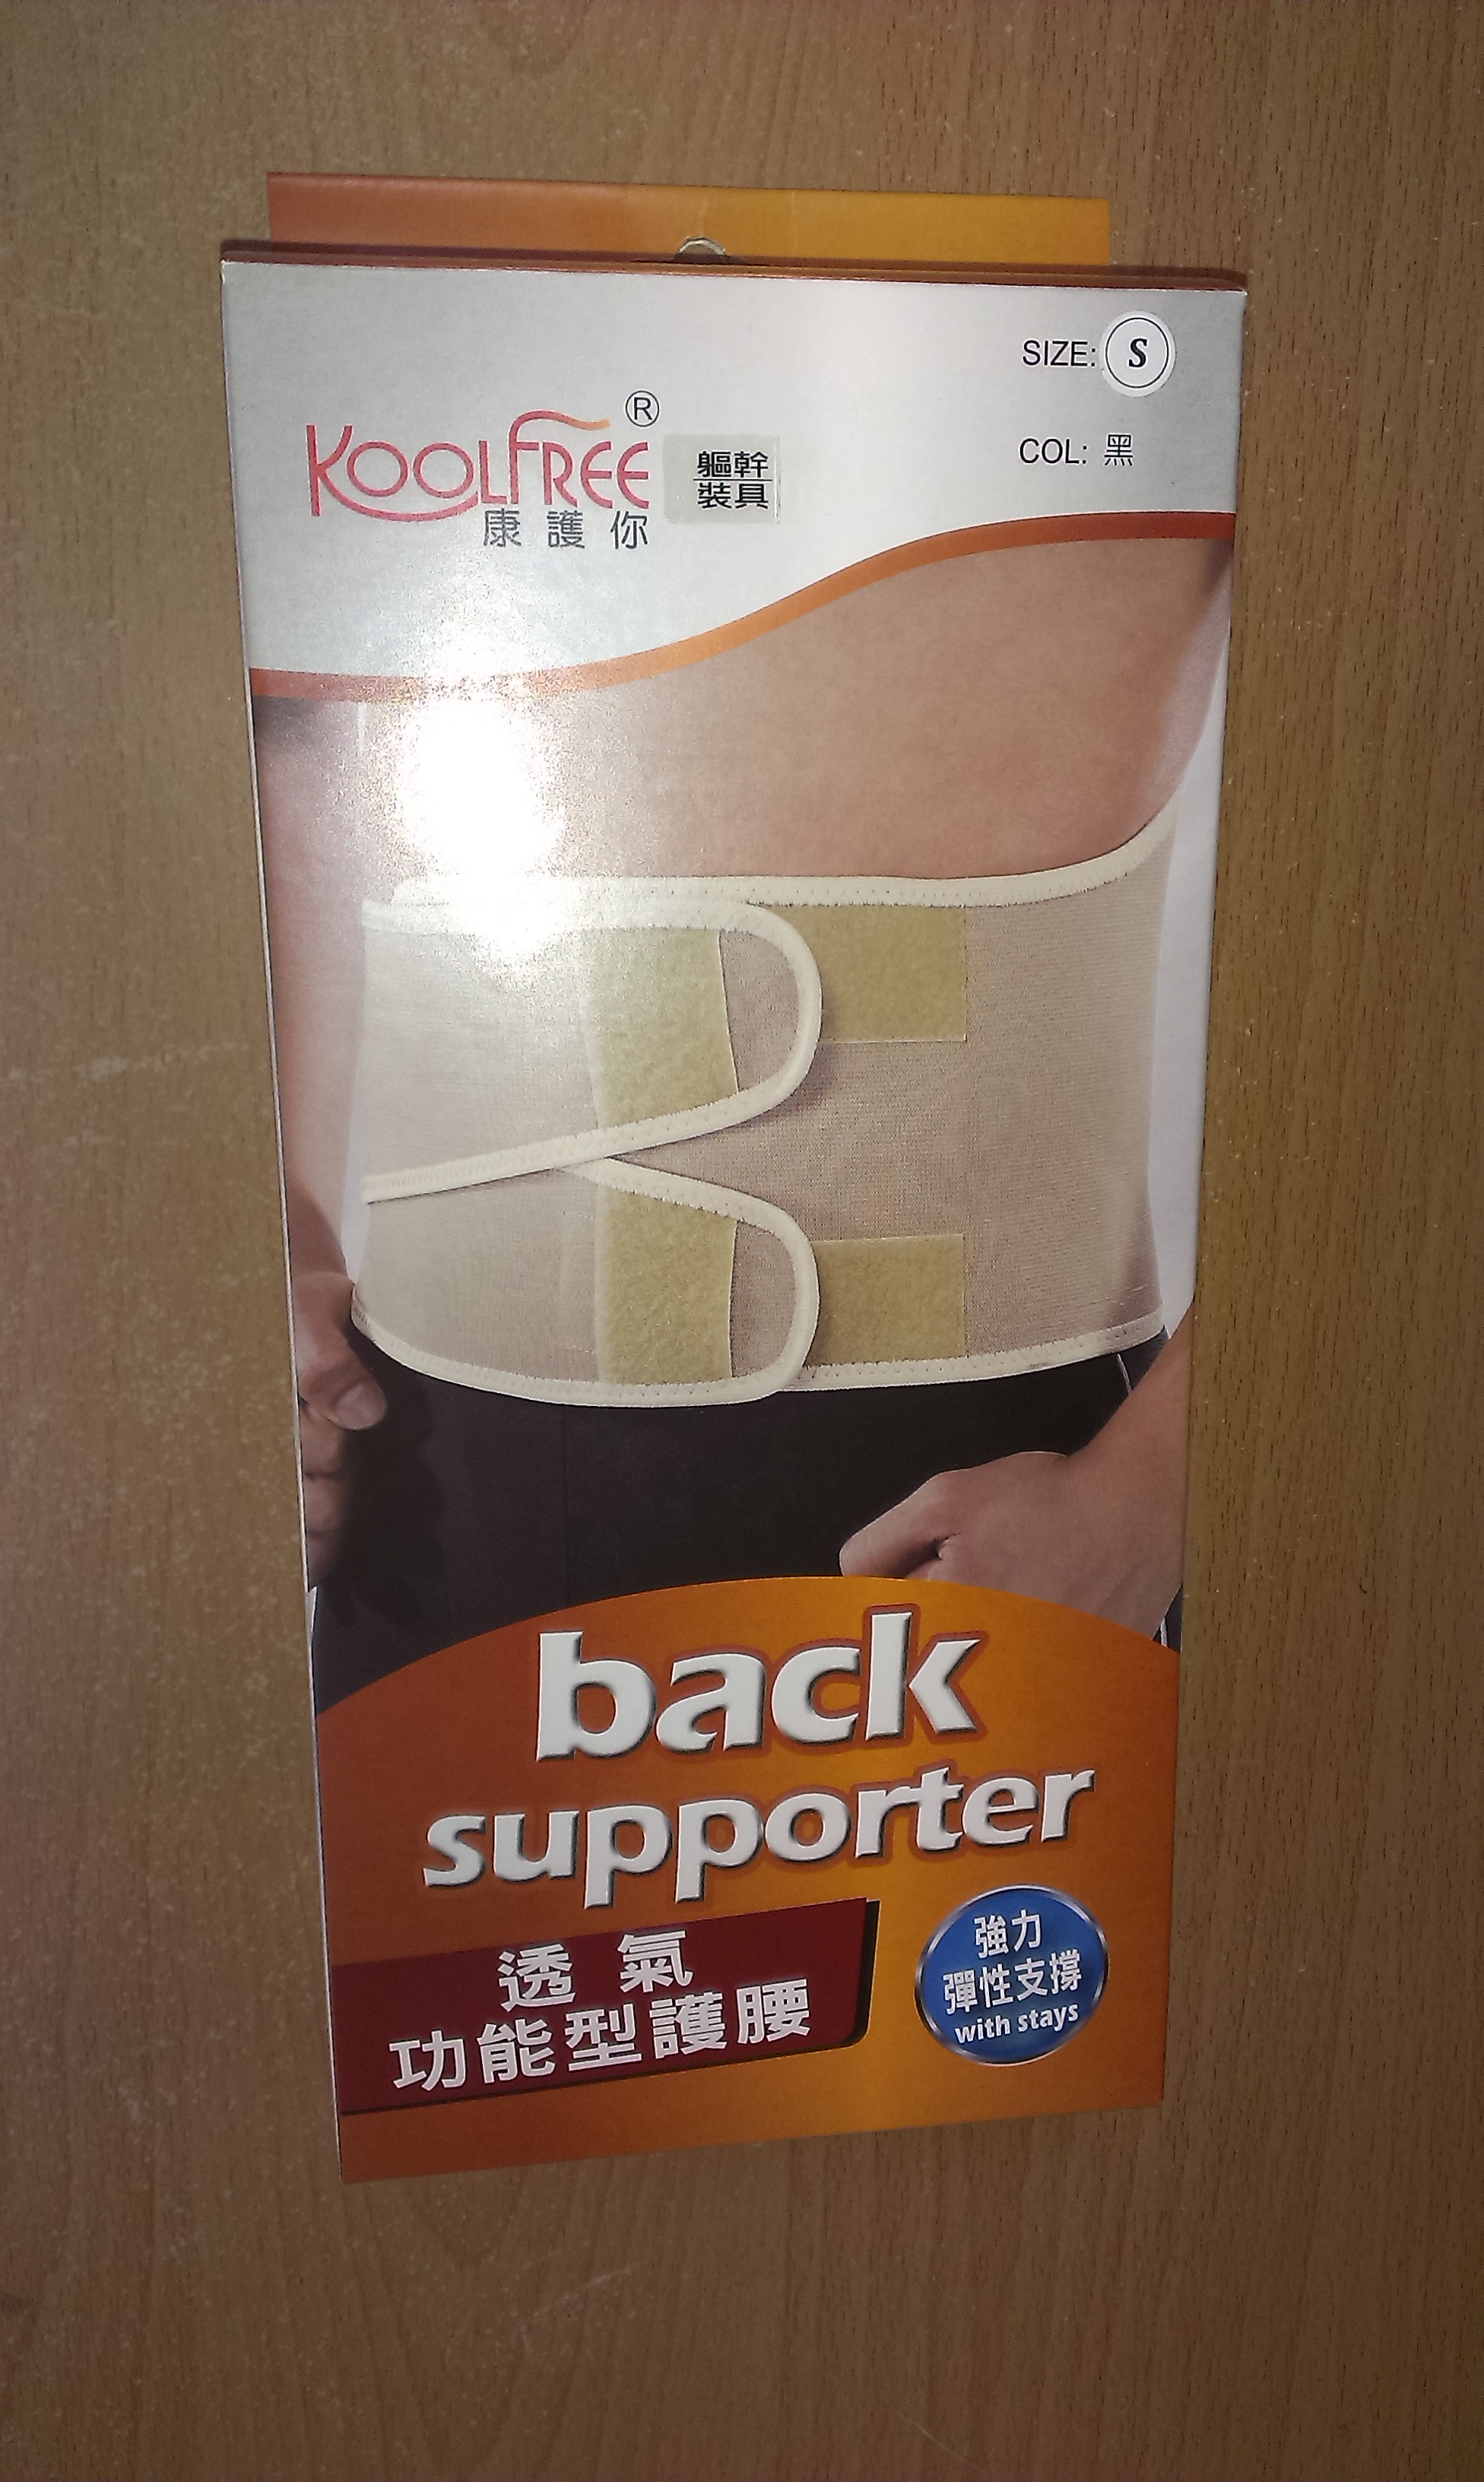 SIZE: S
COL: 黑
KOOLFREE®
康護你
軀幹
裝具
back
supporter
透氣
功能型護腰
強力
彈性支撐
with stays